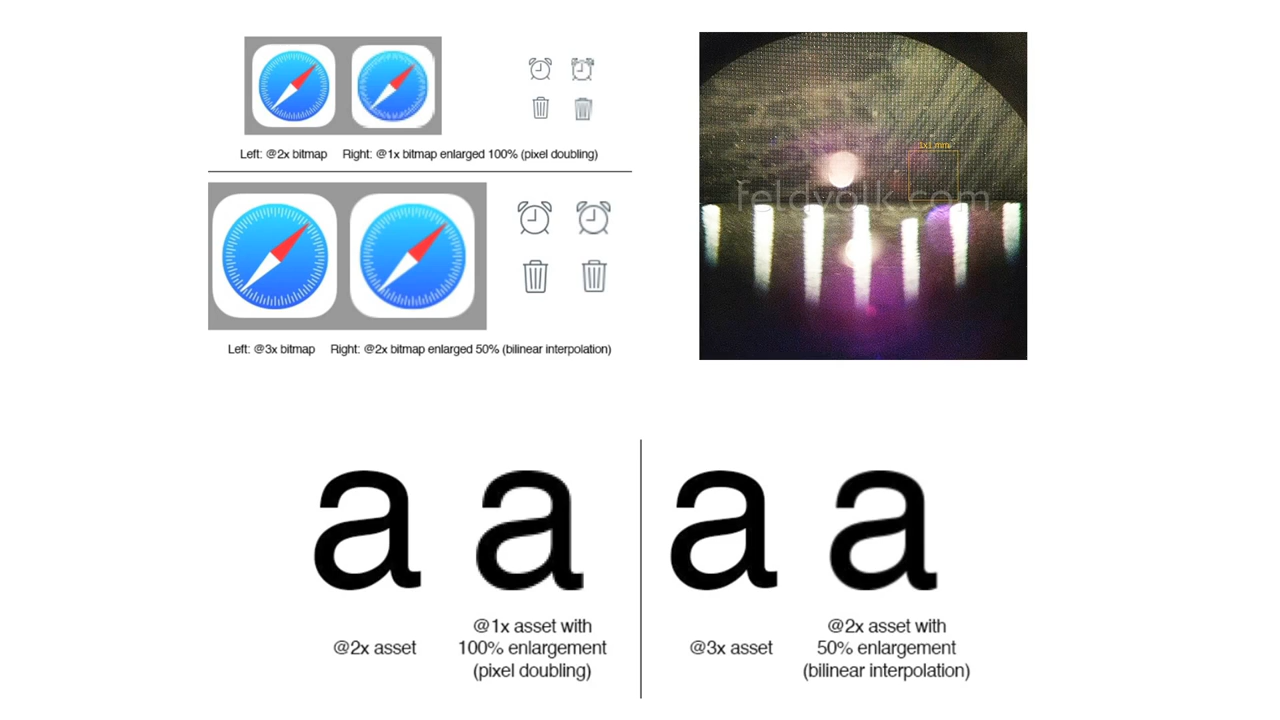 Left: @2x bitmap Right: @1x bitmap enlarged 100% (pixel doubling)
Left: @3x bitmap Right: @2x bitmap enlarged 50% (bilinear interpolation)
1x1 mm
feldvolk.com
a a a a
@2x asset
@1x asset with
100% enlargement
(pixel doubling)
@3x asset
@2x asset with
50% enlargement
(bilinear interpolation)